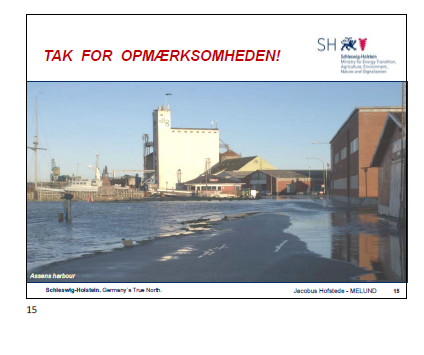 TAK FOR OPMÆRKSOMHEDEN!
SH
Schleswig-Holstein
Ministry for Energy Transition,
Agriculture, Environment,
Nature and Digitalization
Assens harbour
Schleswig-Holstein. Germany's True North.
Jacobus Hofstede - MELUND 15
15